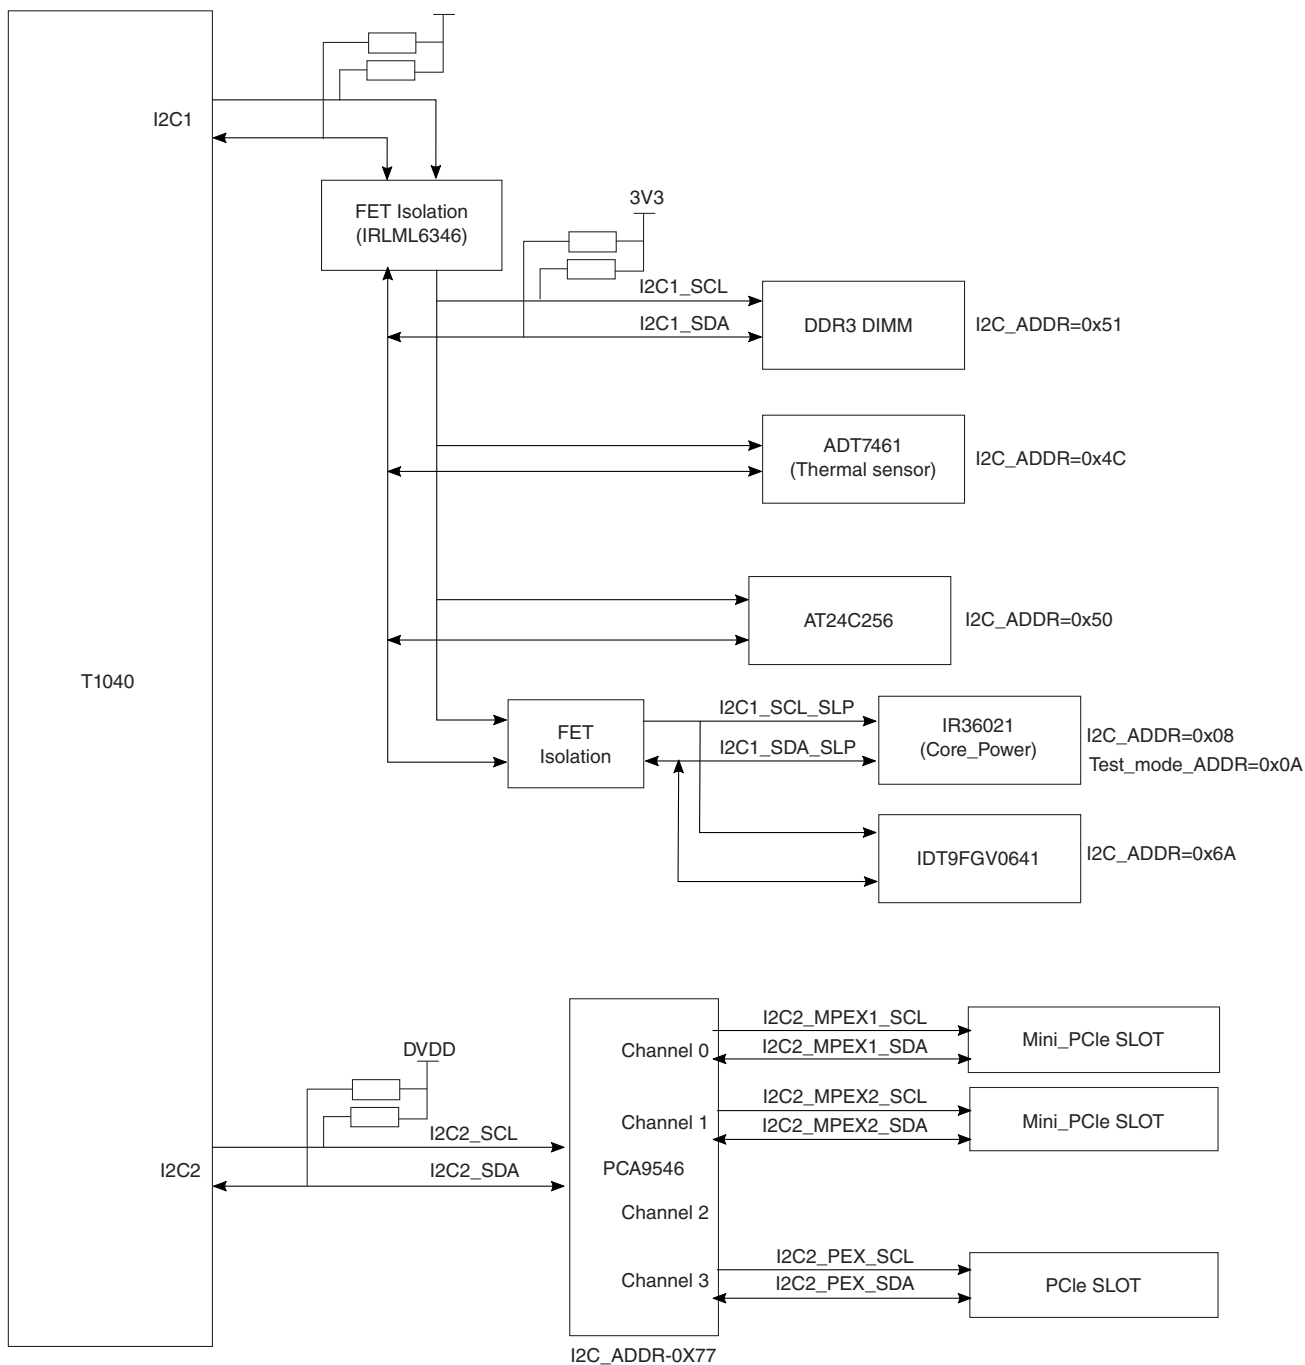 I2C1
FET Isolation
(IRLML6346)
3V3
I2C1_SCL
I2C1_SDA
DDR3 DIMM
I2C_ADDR=0x51
ADT7461
(Thermal sensor)
I2C_ADDR=0x4C
AT24C256
I2C_ADDR=0x50
T1040
FET
Isolation
I2C1_SCL_SLP
I2C1_SDA_SLP
IR36021
(Core_Power)
I2C_ADDR=0x08
Test_mode_ADDR=0x0A
IDT9FGV0641
I2C_ADDR=0x6A
I2C2
DVDD
I2C2_SCL
I2C2_SDA
Channel 0
Channel 1
PCA9546
Channel 2
Channel 3
I2C_ADDR-0X77
I2C2_MPEX1_SCL
I2C2_MPEX1_SDA
Mini_PCIe SLOT
I2C2_MPEX2_SCL
I2C2_MPEX2_SDA
Mini_PCIe SLOT
I2C2_PEX_SCL
I2C2_PEX_SDA
PCIe SLOT